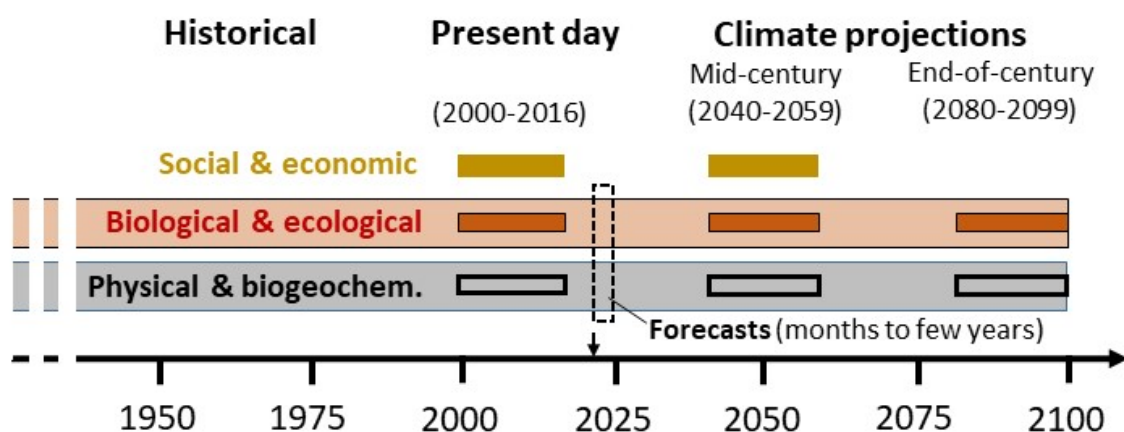 Historical Present day Climate projections
Mid-century End-of-century
(2000-2016) (2040-2059) (2080-2099)
Social & economic
Biological & ecological
Physical & biogeochem.
Forecasts (months to few years)
1950 1975 2000 2025 2050 2075 2100